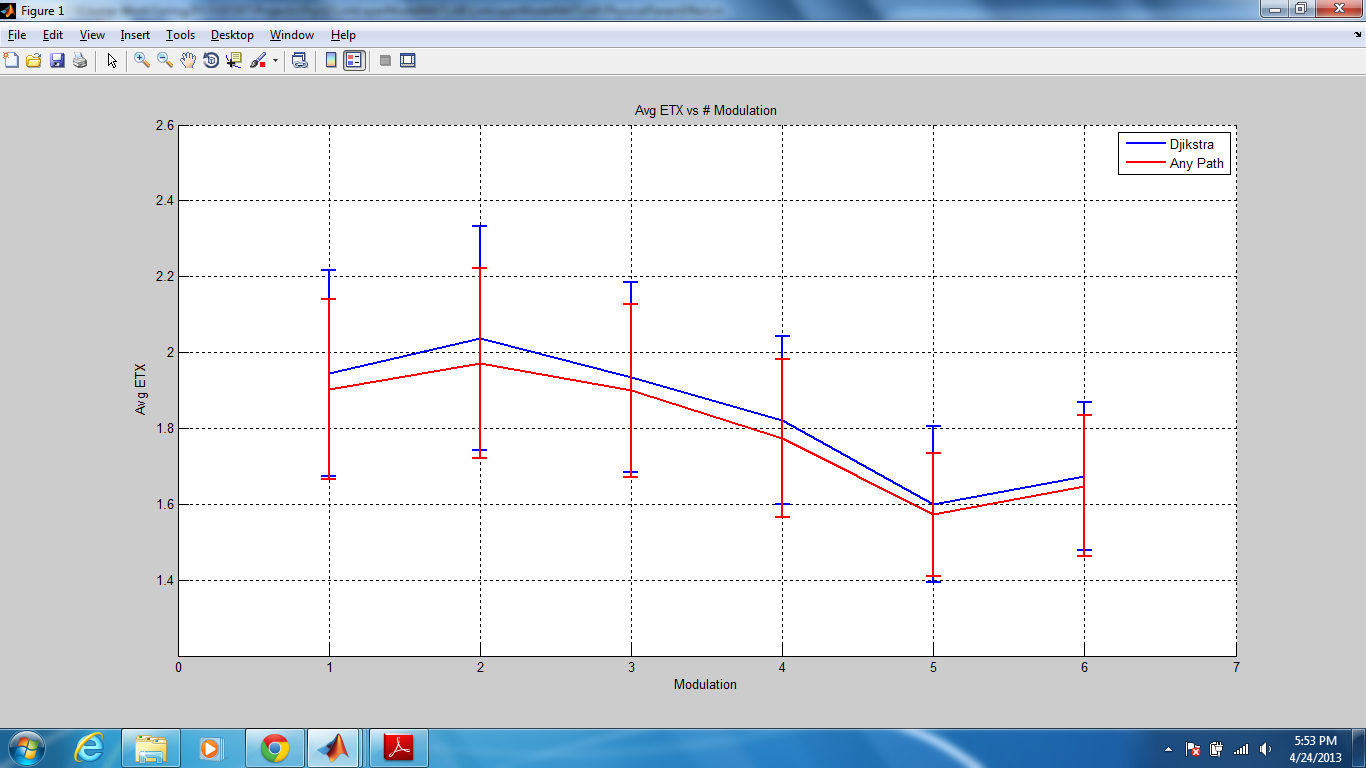 Figure 1
File Edit View Insert Tools Desktop Window Help
Avg ETX vs # Modulation
Djikstra
Any Path
2.6
2.4
2.2
2
1.8
1.6
1.4
Avg ETX
0 1 2 3 4 5 6 7
Modulation
5:53 PM
4/24/2013